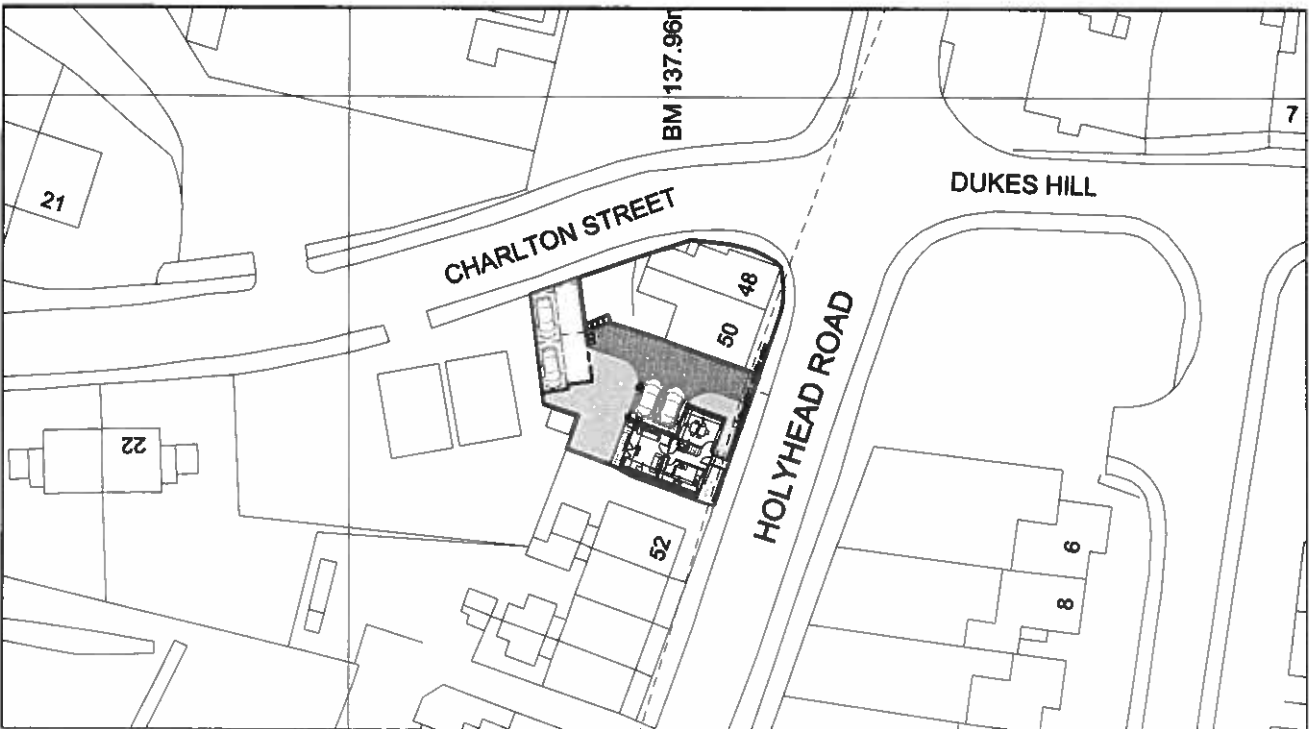 BM 137.96m
7
21
DUKES HILL
CHARLTON STREET
48
50
HOLYHEAD ROAD
22
52
6
8